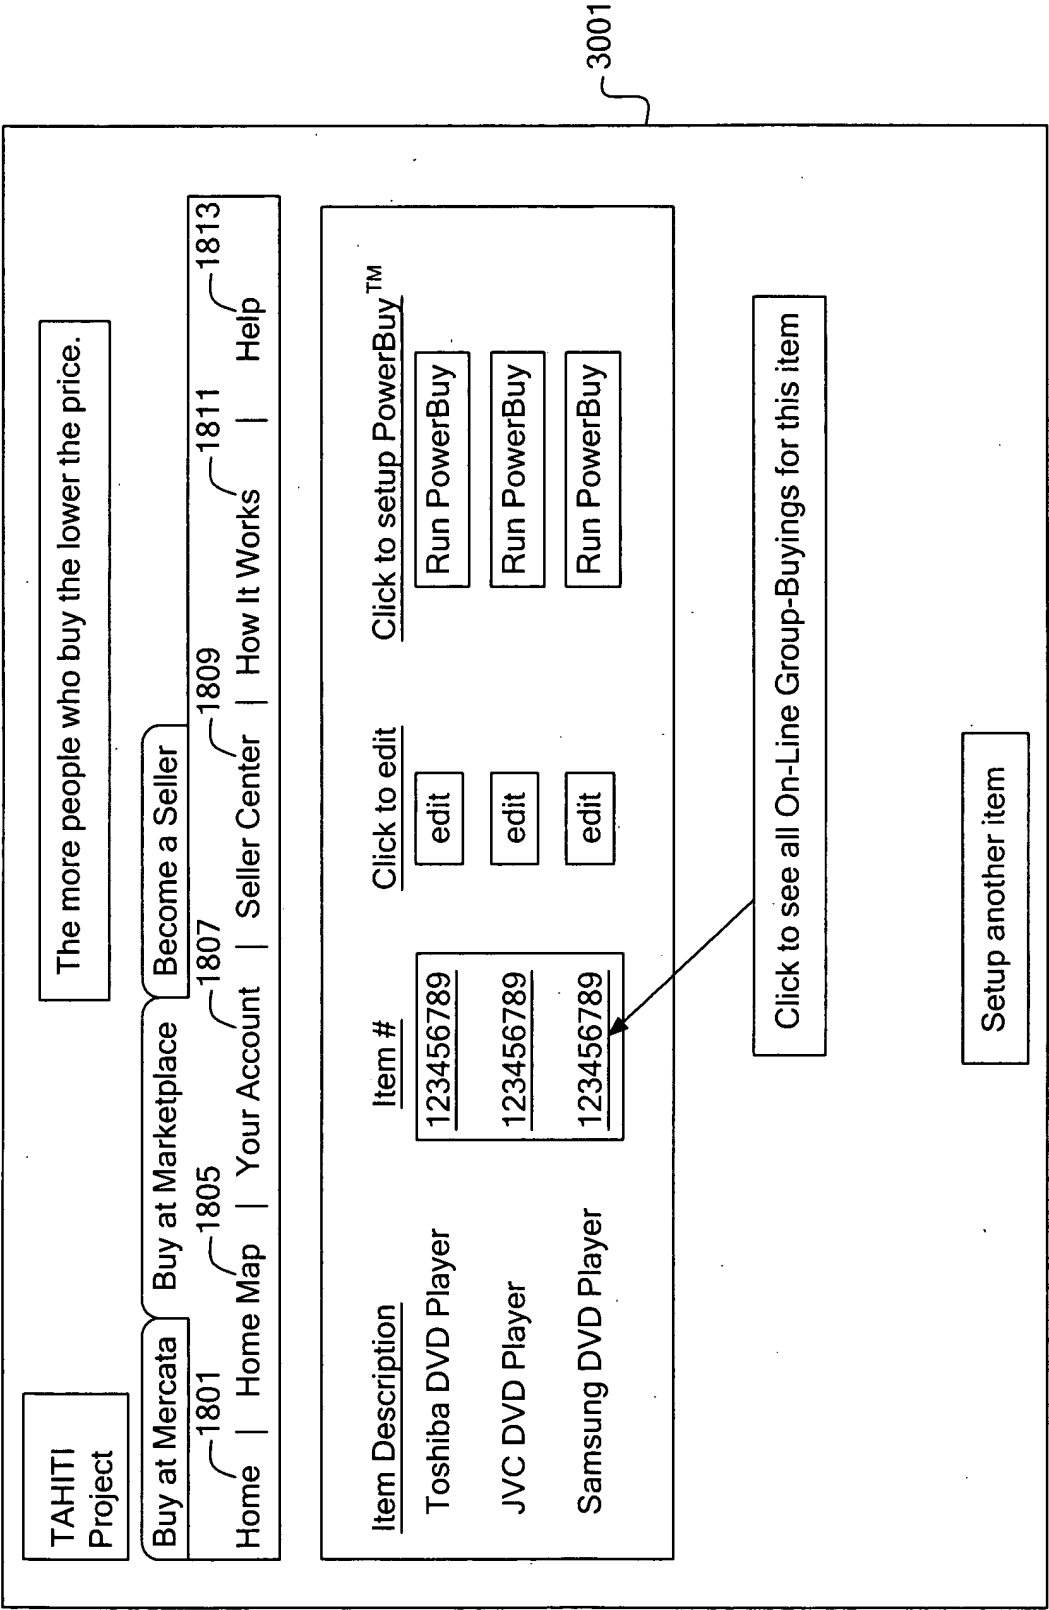 TAHITI
Project
The more people who buy the lower the price.
Buy at Mercata Buy at Marketplace Become a Seller
1801 1805 1807 1809 1811 1813
Home | Home Map | Your Account | Seller Center | How It Works | Help
Item Description Item # Click to edit Click to setup PowerBuy™
Toshiba DVD Player 123456789 edit Run PowerBuy
JVC DVD Player 123456789 edit Run PowerBuy
Samsung DVD Player 123456789 edit Run PowerBuy
Click to see all On-Line Group-Buyings for this item
Setup another item
3001